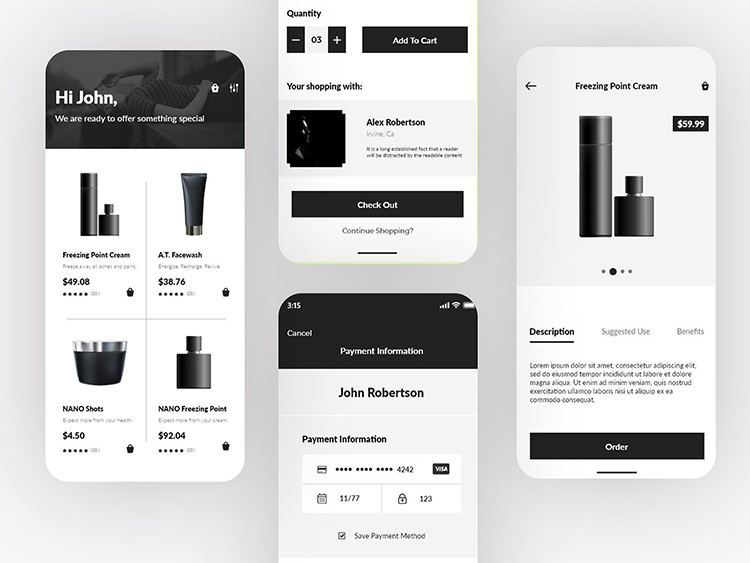 Hi John,
We are ready to offer something special
Freezing Point Cream
Freeze away all aches and paint.
$49.08
(20)
A.T. Facewash
Energize. Recharge. Revive
$38.76
(20)
NANO Shots
Expect more from your health.
$4.50
(20)
NANO Freezing Point
Expect more from your cream.
$92.04
(20)
Quantity
03
Add To Cart
Your shopping with:
Alex Robertson
Irvine, Ca
It is a long established fact that a reader
will be distracted by the readable content
Check Out
Continue Shopping?
3:15
Cancel
Payment Information
John Robertson
Payment Information
•••• •••• •••• 4242
VISA
11/77
123
Save Payment Method
Freezing Point Cream
$59.99
Description
Suggested Use
Benefits
Lorem ipsum dolor sit amet, consectetur adipiscing elit,
sed do eiusmod tempor incididunt ut labore et dolore
magna aliqua. Ut enim ad minim veniam, quis nostrud
exercitation ullamco laboris nisi ut aliquip ex ea
commodo consequat.
Order